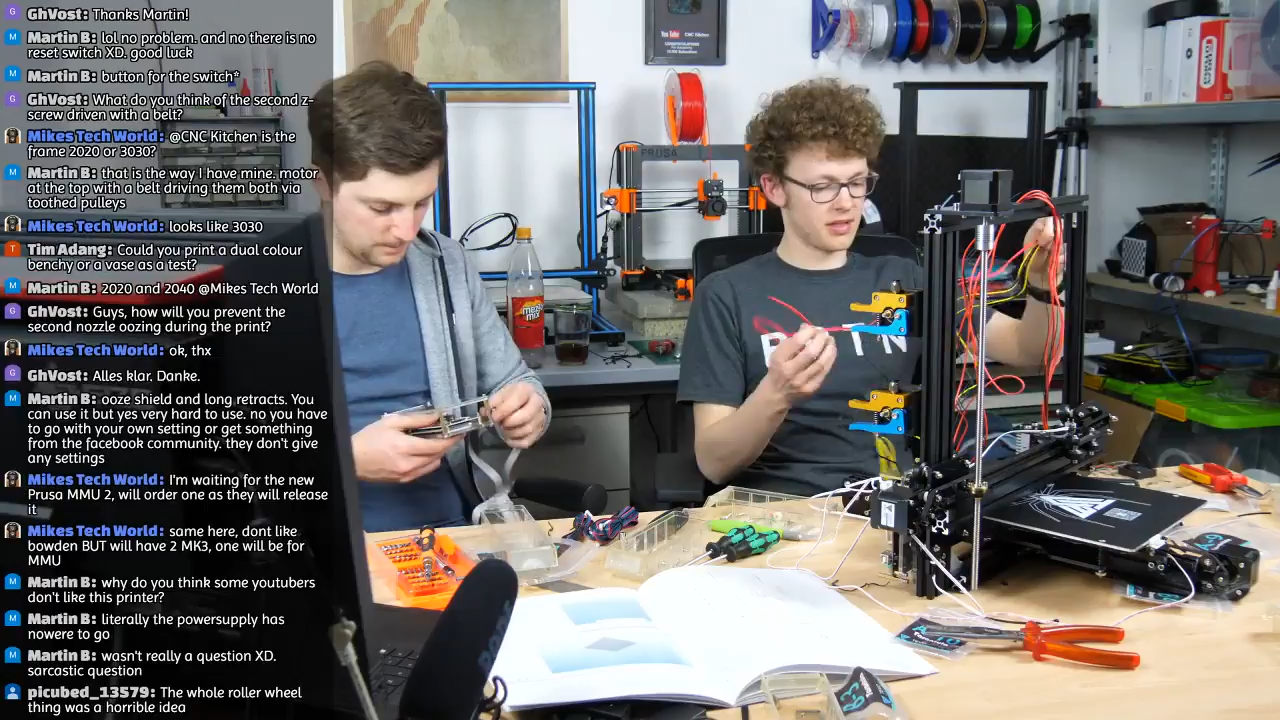 GhVost: Thanks Martin!
Martin B: lol no problem. and no there is no
reset switch XD. goodluck
Martin B: button for the switch*
GhVost: What do you think of the second z-
screw driven with a belt?
Mikes Tech World: @CNC Kitchen is the
frame 2020 or 3030?
Martin B: that is the way I have mine. motor
at the top with a belt driving them both via
toothed pulleys
Mikes Tech World: looks like 3030
Tim Adang: Could you print a dual colour
benchy or a vase as a test?
Martin B: 2020 and 2040 @Mikes Tech World
GhVost: Guys, how will you prevent the
second nozzle oozing during the print?
Mikes Tech World: ok, thx
GhVost: Alles klar. Danke.
Martin B: ooze shield and long retracts. You
can use it but yes very hard to use. no you have
to go with your own setup or get something
from the facebook community. they don't give
any settings
Mikes Tech World: I'm waiting for the new
Prusa MMU 2, will order one as they will release
it
Mikes Tech World: same here, dont like
bowden BUT will have 2 MK3, one will be for
MMU
Martin B: why do you think some youtubers
don't like this printer?
Martin B: literally the powersupply has
nowere to go
Martin B: wasn't really a question XD.
sarcastic question
picubed_13579: The whole roller wheel
thing was a horrible idea
YouTube CNC Kitchen
PRUSA
mezzo
mix